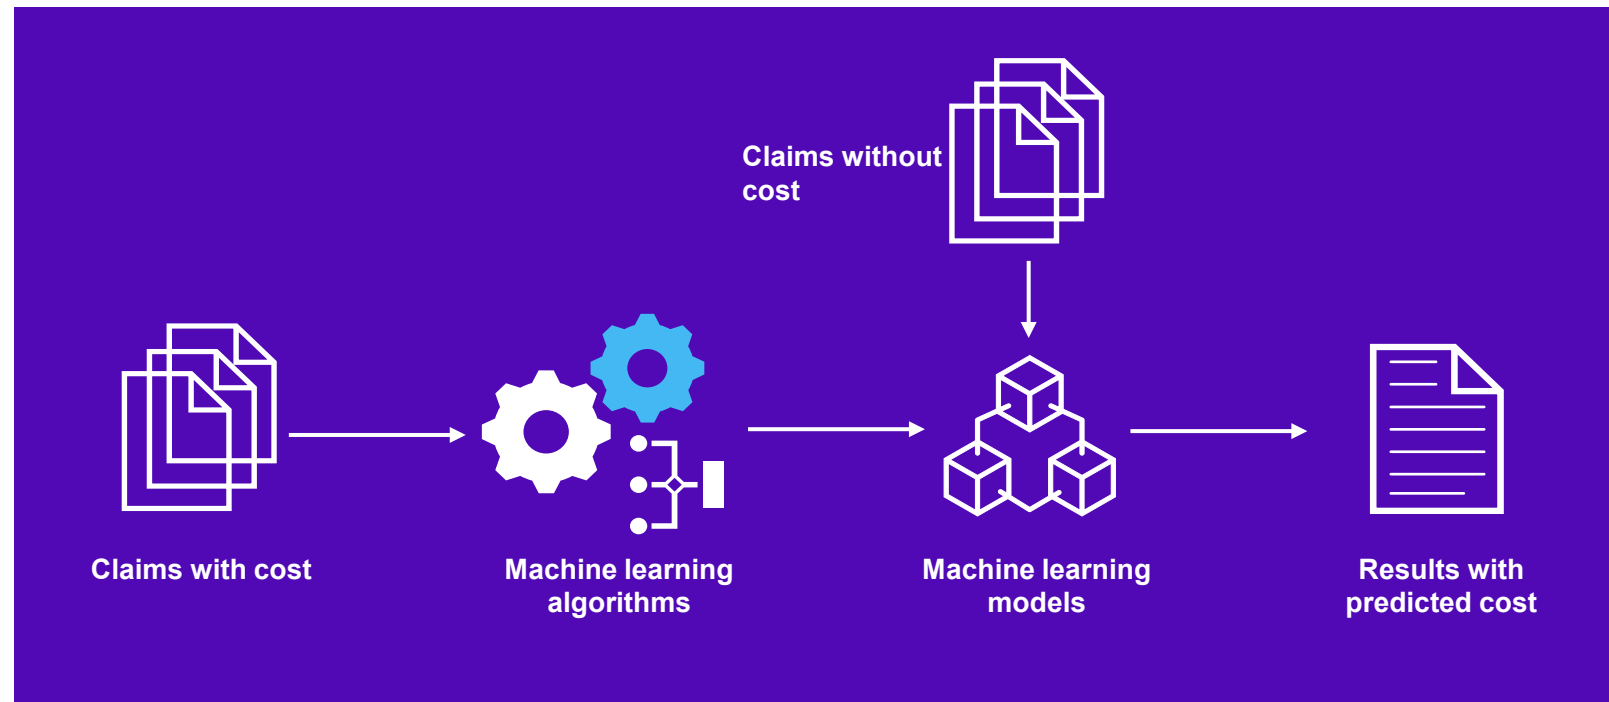 Claims without
cost
Claims with cost
Machine learning
algorithms
Machine learning
models
Results with
predicted cost